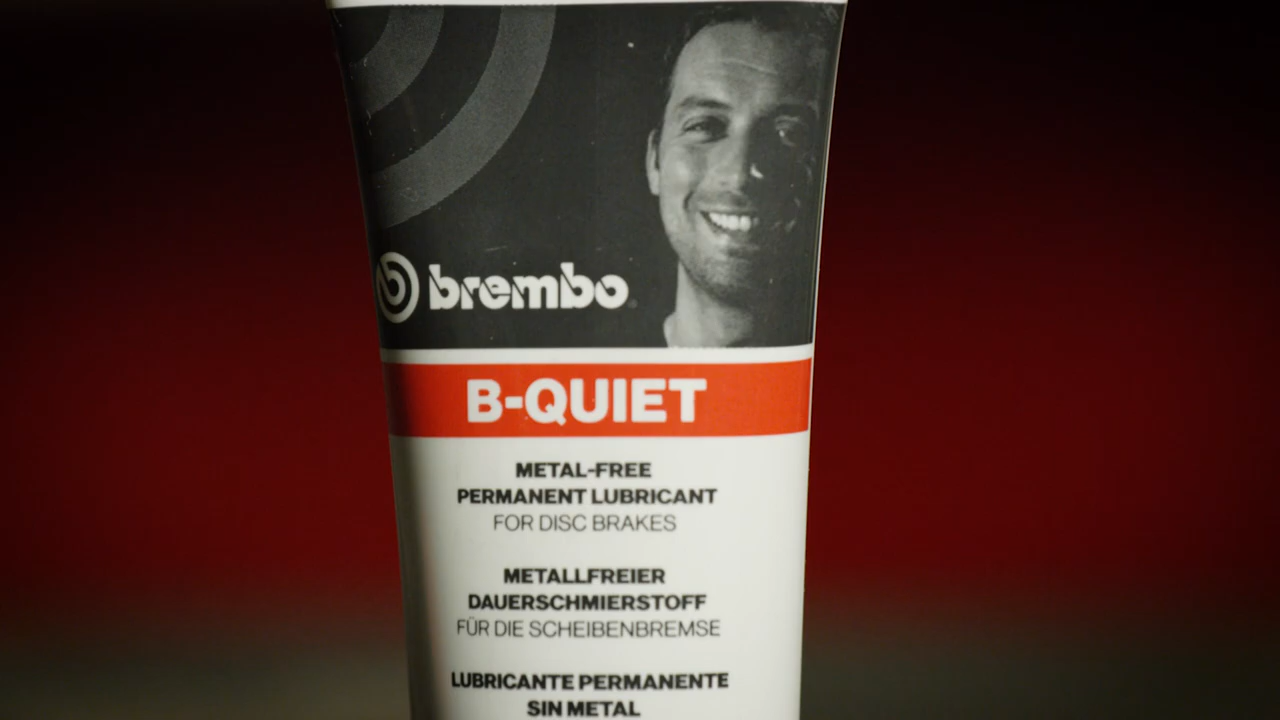 brembo
B-QUIET
METAL-FREE
PERMANENT LUBRICANT
FOR DISC BRAKES
METALLFREIER
DAUERSCHMIERSTOFF
FÜR DIE SCHEIBENBREMSE
LUBRICANTE PERMANENTE
SIN METAL